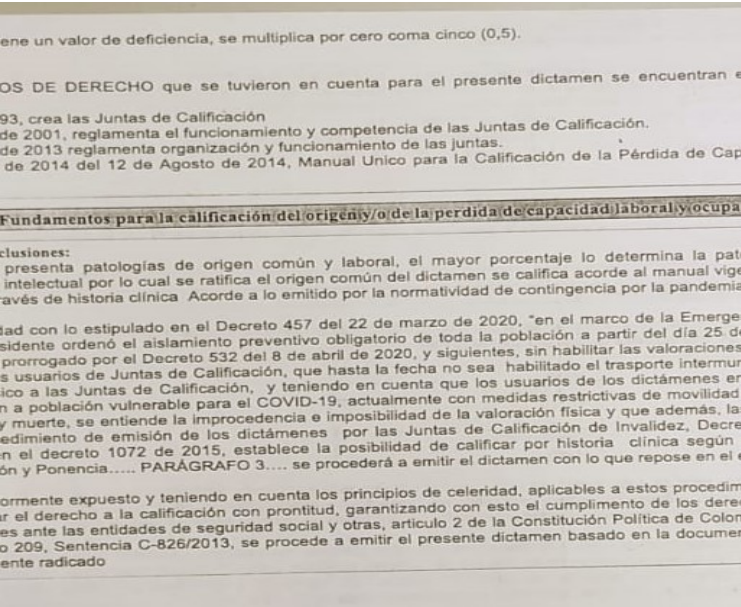 ene un valor de deficiencia, se multiplica por cero coma cinco (0,5).
OS DE DERECHO que se tuvieron en cuenta para el presente dictamen se encuentran e
93, crea las Juntas de Calificación
de 2001, reglamenta el funcionamiento y competencia de las Juntas de Calificación.
de 2013 reglamenta organización y funcionamiento de las juntas.
de 2014 del 12 de Agosto de 2014, Manual Unico para la Calificación de la Pérdida de Cap
Fundamentos para la calificación del origen y/o de la perdida de capacidad laboral y ocupa
clusiones:
presenta patologías de origen común y laboral, el mayor porcentaje lo determina la pat
intelectual por lo cual se ratifica el origen común del dictamen se califica acorde al manual vige
ravés de historia clínica Acorde a lo emitido por la normatividad de contingencia por la pandemia
dad con lo estipulado en el Decreto 457 del 22 de marzo de 2020, "en el marco de la Emerge
sidente ordenó el aislamiento preventivo obligatorio de toda la población a partir del día 25 de
prorrogado por el Decreto 532 del 8 de abril de 2020, y siguientes, sin habilitar las valoraciones
s usuarios de Juntas de Calificación, que hasta la fecha no sea habilitado el trasporte intermur
ico a las Juntas de Calificación, y teniendo en cuenta que los usuarios de los dictámenes en
n a población vulnerable para el COVID-19, actualmente con medidas restrictivas de movilidad
y muerte, se entiende la improcedencia e imposibilidad de la valoración física y que además, la
edimiento de emisión de los dictámenes por las Juntas de Calificación de Invalidez, Decre
en el decreto 1072 de 2015, establece la posibilidad de calificar por historia clínica según
ón y Ponencia..... PARÁGRAFO 3.... se procederá a emitir el dictamen con lo que repose en el e
ormente expuesto y teniendo en cuenta los principios de celeridad, aplicables a estos procedim
ar el derecho a la calificación con prontitud, garantizando con esto el cumplimento de los dere
es ante las entidades de seguridad social y otras, articulo 2 de la Constitución Política de Colom
o 209, Sentencia C-826/2013, se procede a emitir el presente dictamen basado en la documen
ente radicado